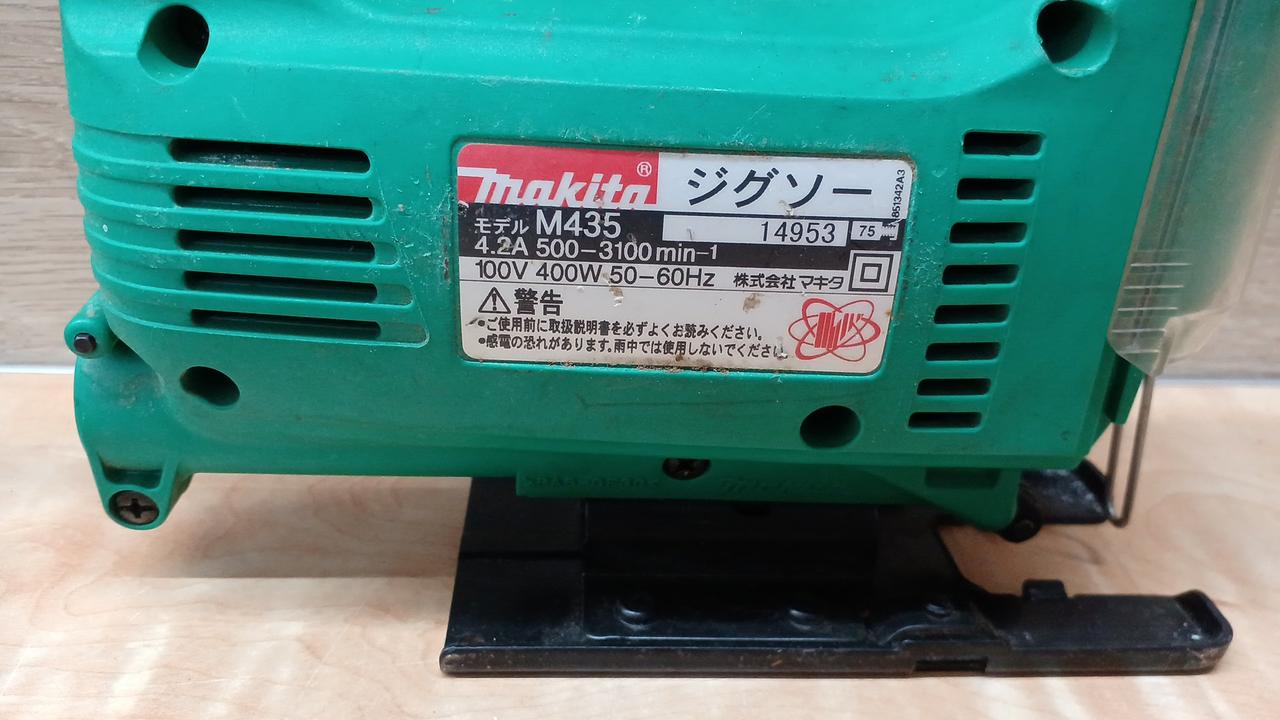 makita® ジグソー
モデル M435 14953 75
4.2A 500-3100min-1
100V 400W 50-60Hz 株式会社 マキタ
警告
•ご使用前に取扱説明書を必ずよくお読みください。
•感電の恐れがあります。雨中では使用しないでください。
851342A3